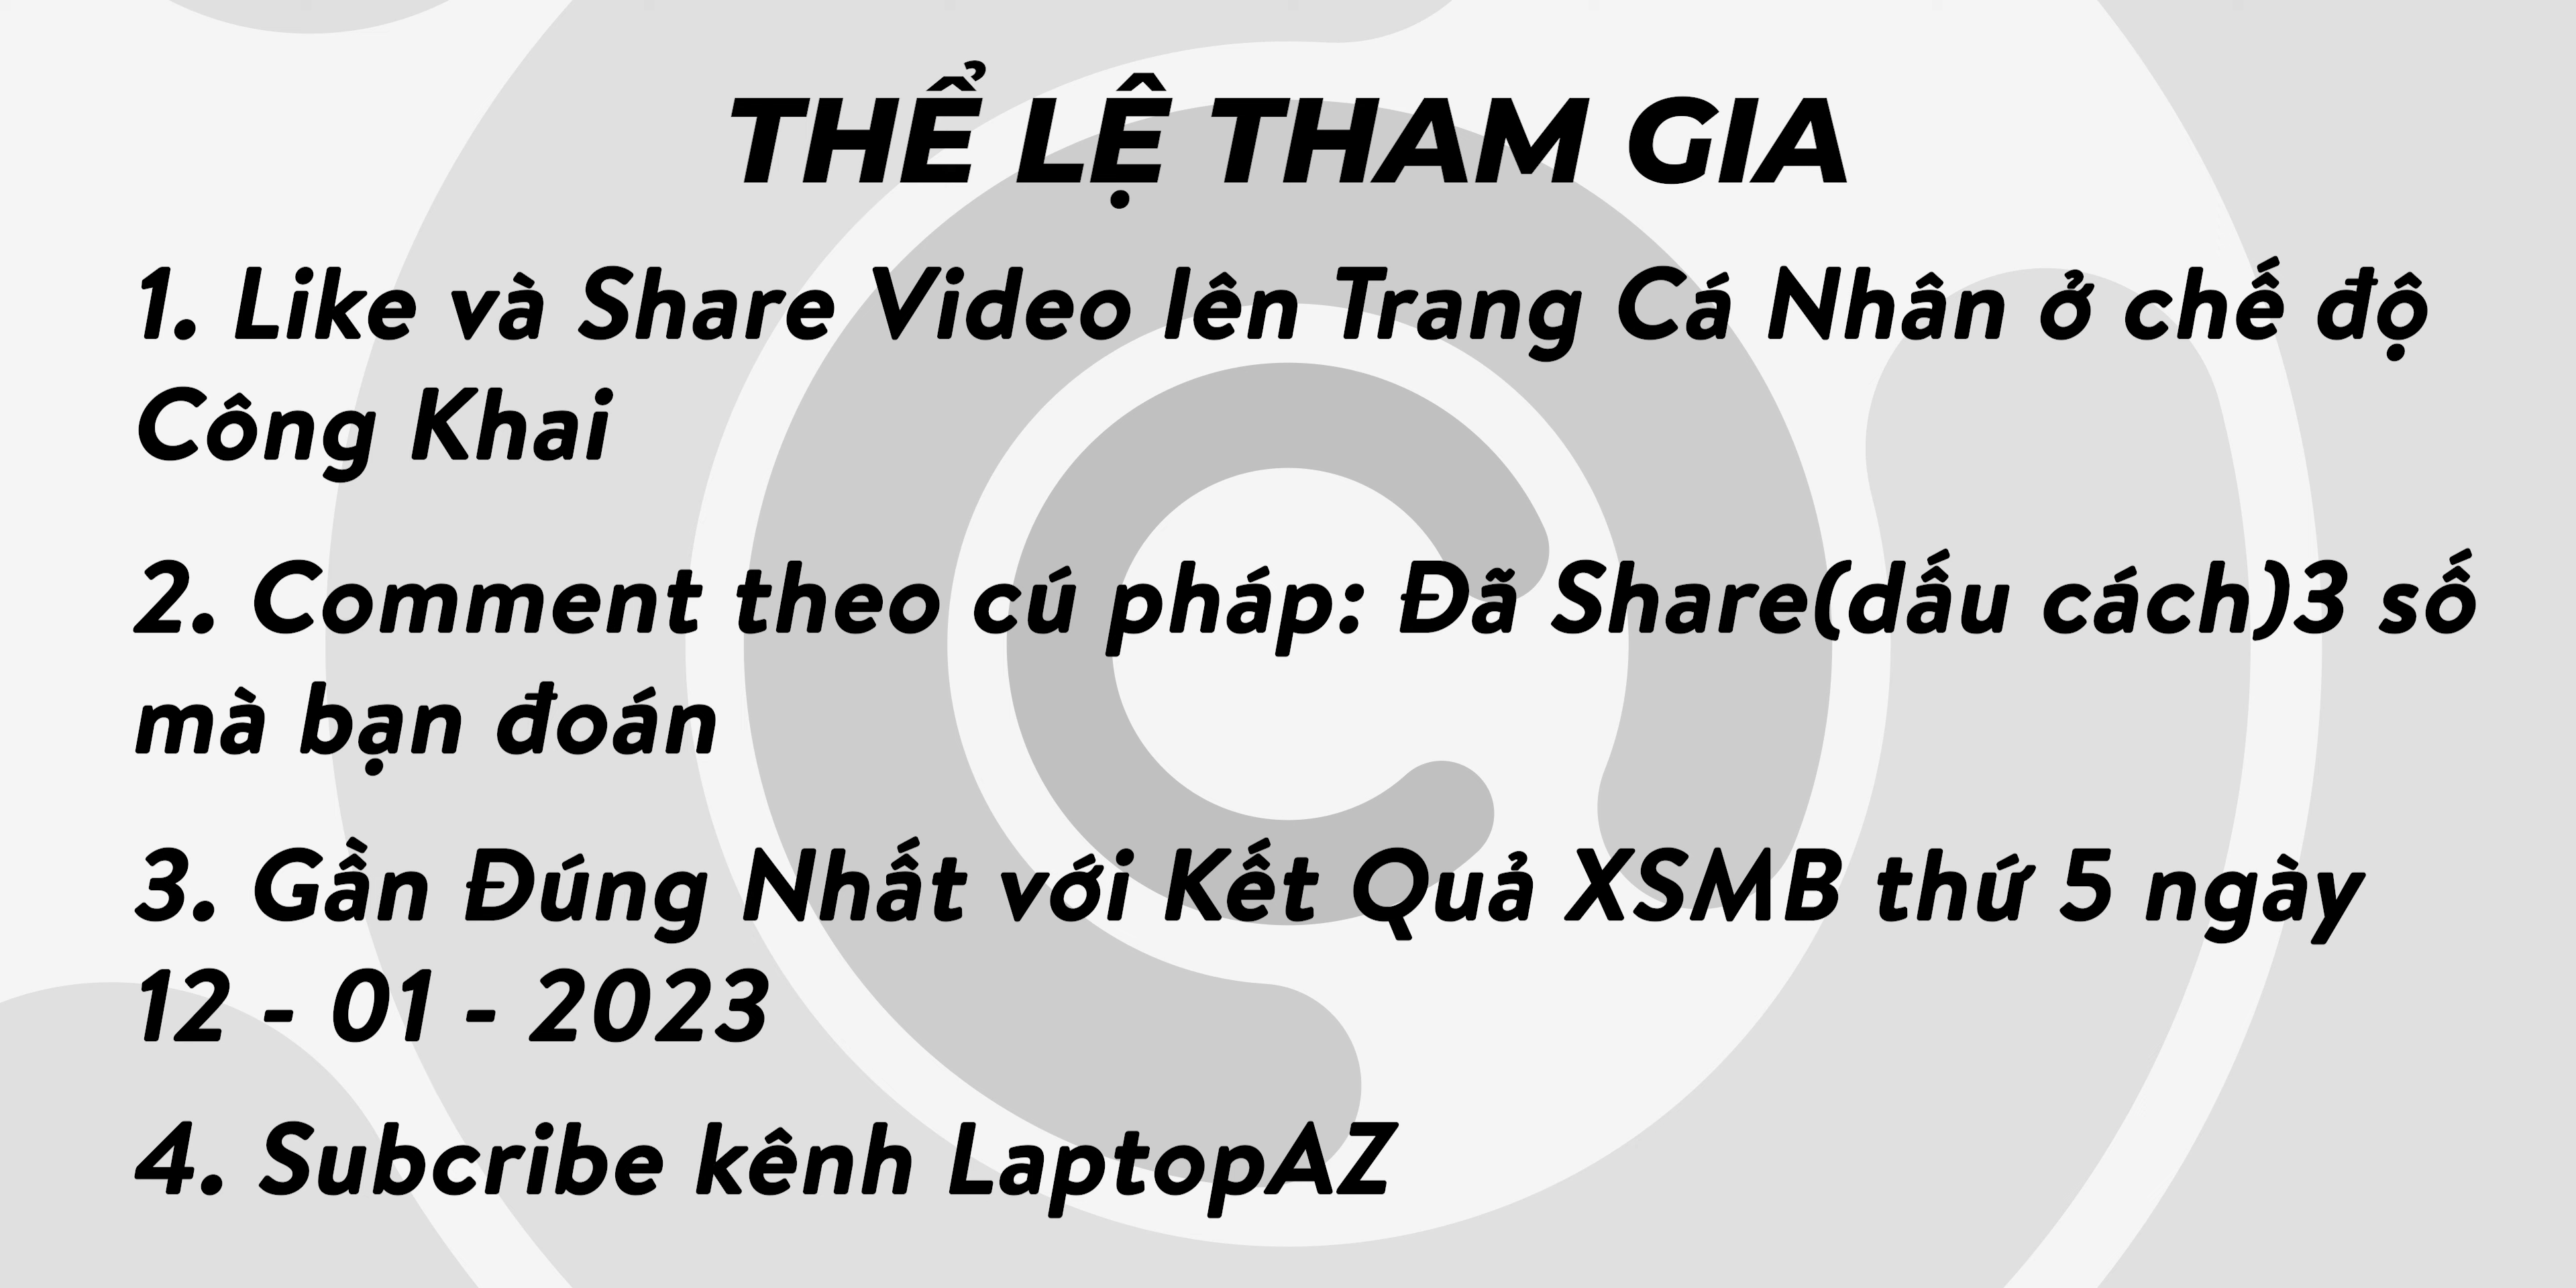 THỂ LỆ THAM GIA
1. Like và Share Video lên Trang Cá Nhân ở chế độ
Công Khai
2. Comment theo cú pháp: Đã Share(dấu cách)3 số
mà bạn đoán
3. Gần Đúng Nhất với Kết Quả XSMB thứ 5 ngày
12 - 01 - 2023
4. Subcribe kênh LaptopAZ